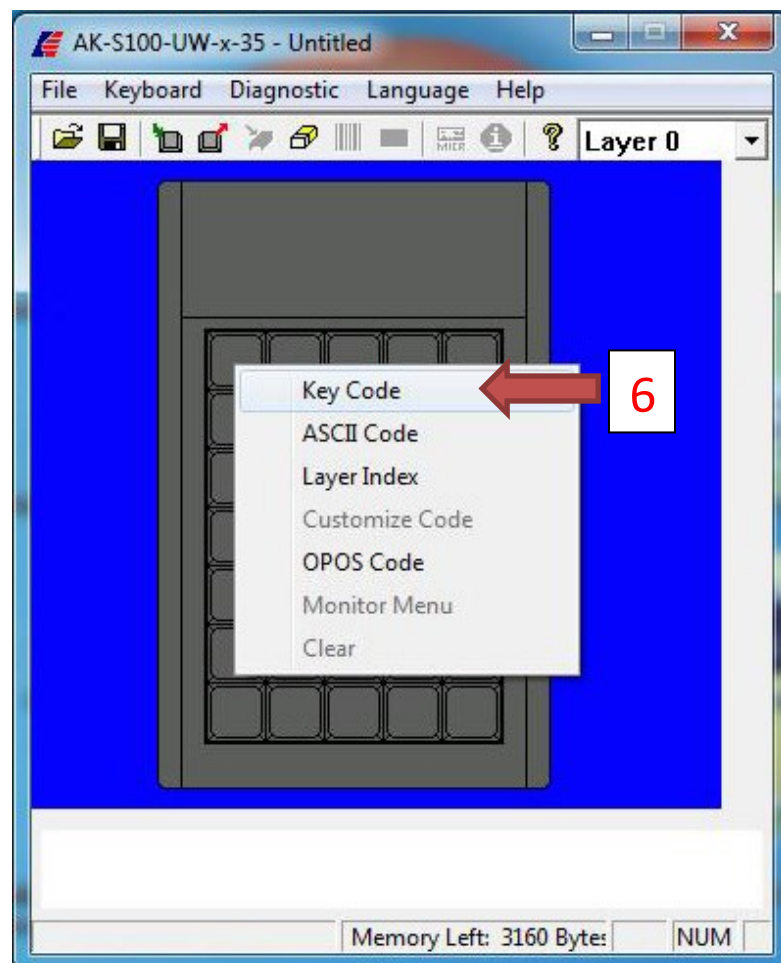 AK-S100-UW-x-35 - Untitled
File Keyboard Diagnostic Language Help
MICR Layer 0
Key Code
6
ASCII Code
Layer Index
Customize Code
OPOS Code
Monitor Menu
Clear
Memory Left: 3160 Bytes NUM